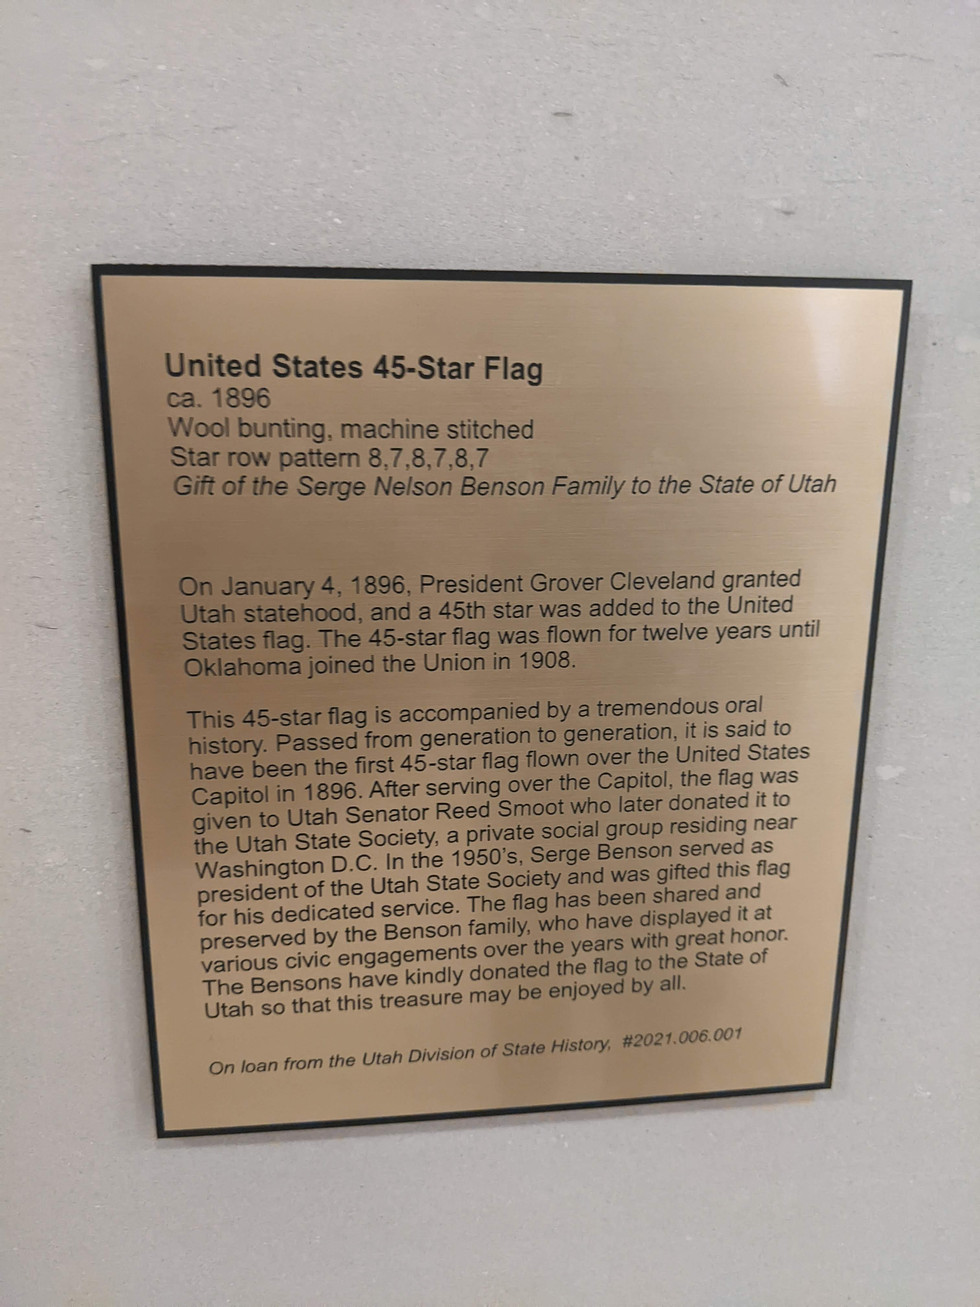 United States 45-Star Flag
ca. 1896
Wool bunting, machine stitched
Star row pattern 8,7,8,7,8,7
Gift of the Serge Nelson Benson Family to the State of Utah
On January 4, 1896, President Grover Cleveland granted
Utah statehood, and a 45th star was added to the United
States flag. The 45-star flag was flown for twelve years until
Oklahoma joined the Union in 1908.
This 45-star flag is accompanied by a tremendous oral
history. Passed from generation to generation, it is said to
have been the first 45-star flag flown over the United States
Capitol in 1896. After serving over the Capitol, the flag was
given to Utah Senator Reed Smoot who later donated it to
the Utah State Society, a private social group residing near
Washington D.C. In the 1950's, Serge Benson served as
president of the Utah State Society and was gifted this flag
for his dedicated service. The flag has been shared and
preserved by the Benson family, who have displayed it at
various civic engagements over the years with great honor.
The Bensons have kindly donated the flag to the State of
Utah so that this treasure may be enjoyed by all.
On loan from the Utah Division of State History, #2021.006.001